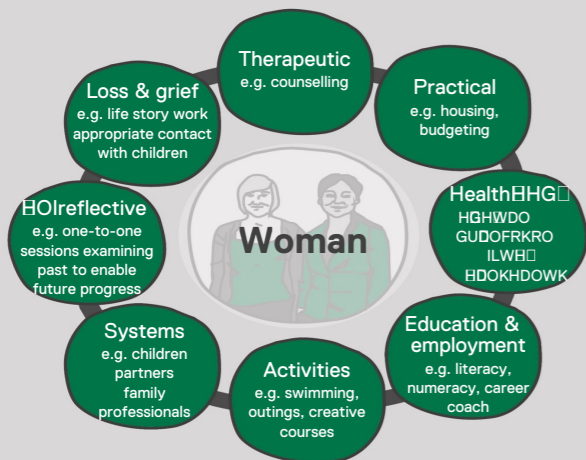 Therapeutic
e.g. counselling
Practical
e.g. housing,
budgeting
Health
Education &
employment
e.g. literacy,
numeracy, career
coach
Activities
e.g. swimming,
outings, creative
courses
Systems
e.g. children
partners
family
professionals
reflective
e.g. one-to-one
sessions examining
past to enable
future progress
Loss & grief
e.g. life story work
appropriate contact
with children
Woman